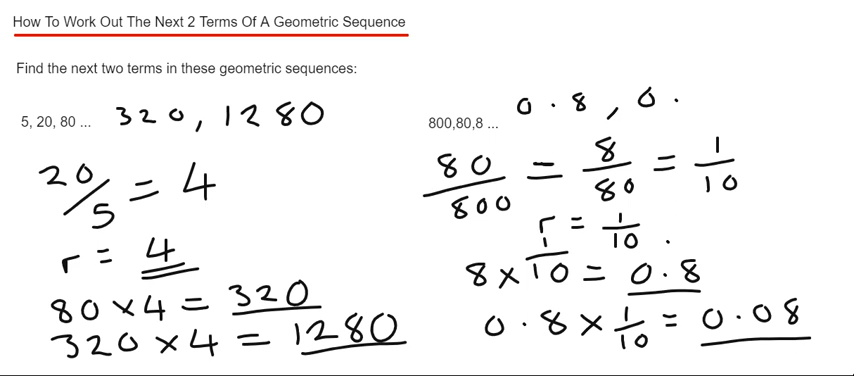 How To Work Out The Next 2 Terms Of A Geometric Sequence
Find the next two terms in these geometric sequences:
5, 20, 80 ... 320, 1280
20/5 = 4
r = 4
80 × 4 = 320
320 × 4 = 1280
800,80,8 ... 0.8, 0.
80/800 = 8/80 = 1/10
r = 1/10.
8 × 1/10 = 0.8
0.8 × 1/10 = 0.08